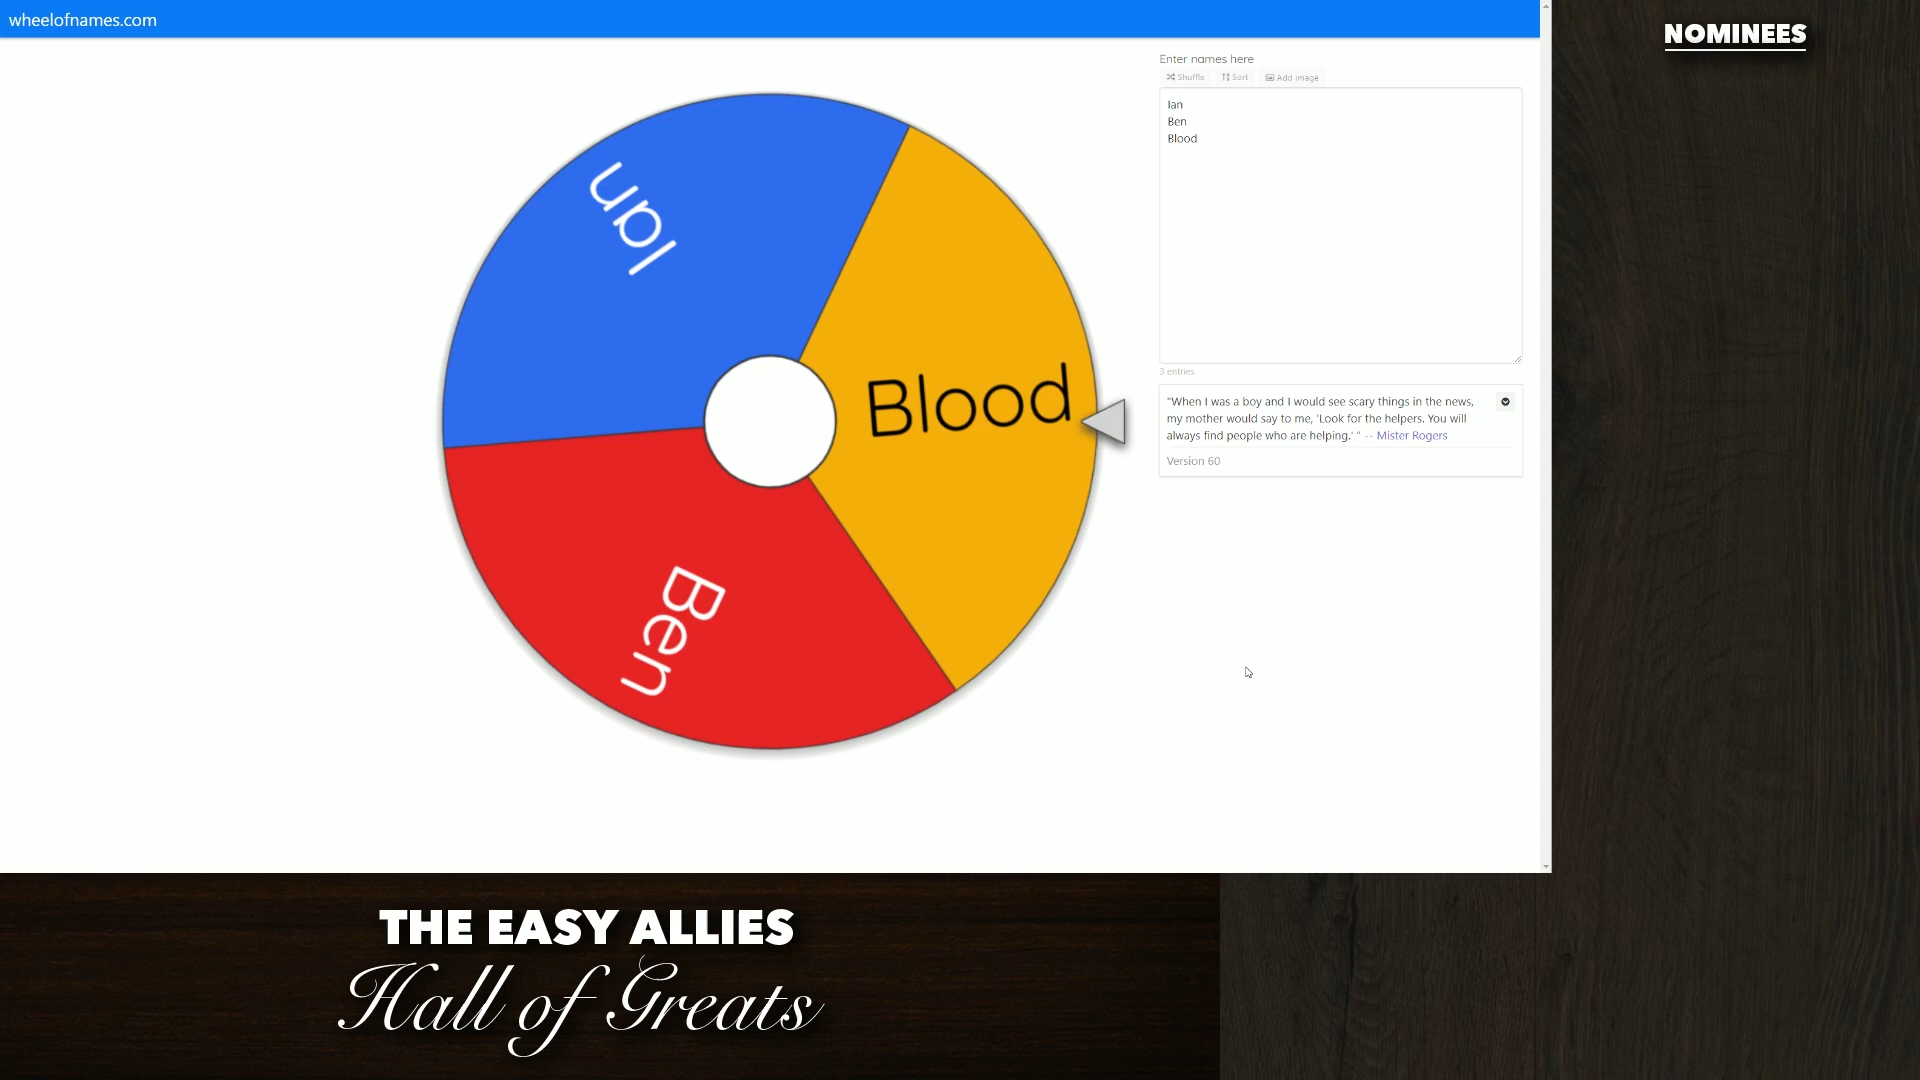 wheelofnames.com
NOMINEES
Enter names here
Shuffle Sort Add image
Ian
Ben
Blood
Ian
Blood
Ben
3 entries
"When I was a boy and I would see scary things in the news,
my mother would say to me, 'Look for the helpers. You will
always find people who are helping.' " -- Mister Rogers
Version 60
THE EASY ALLIES
Hall of Greats